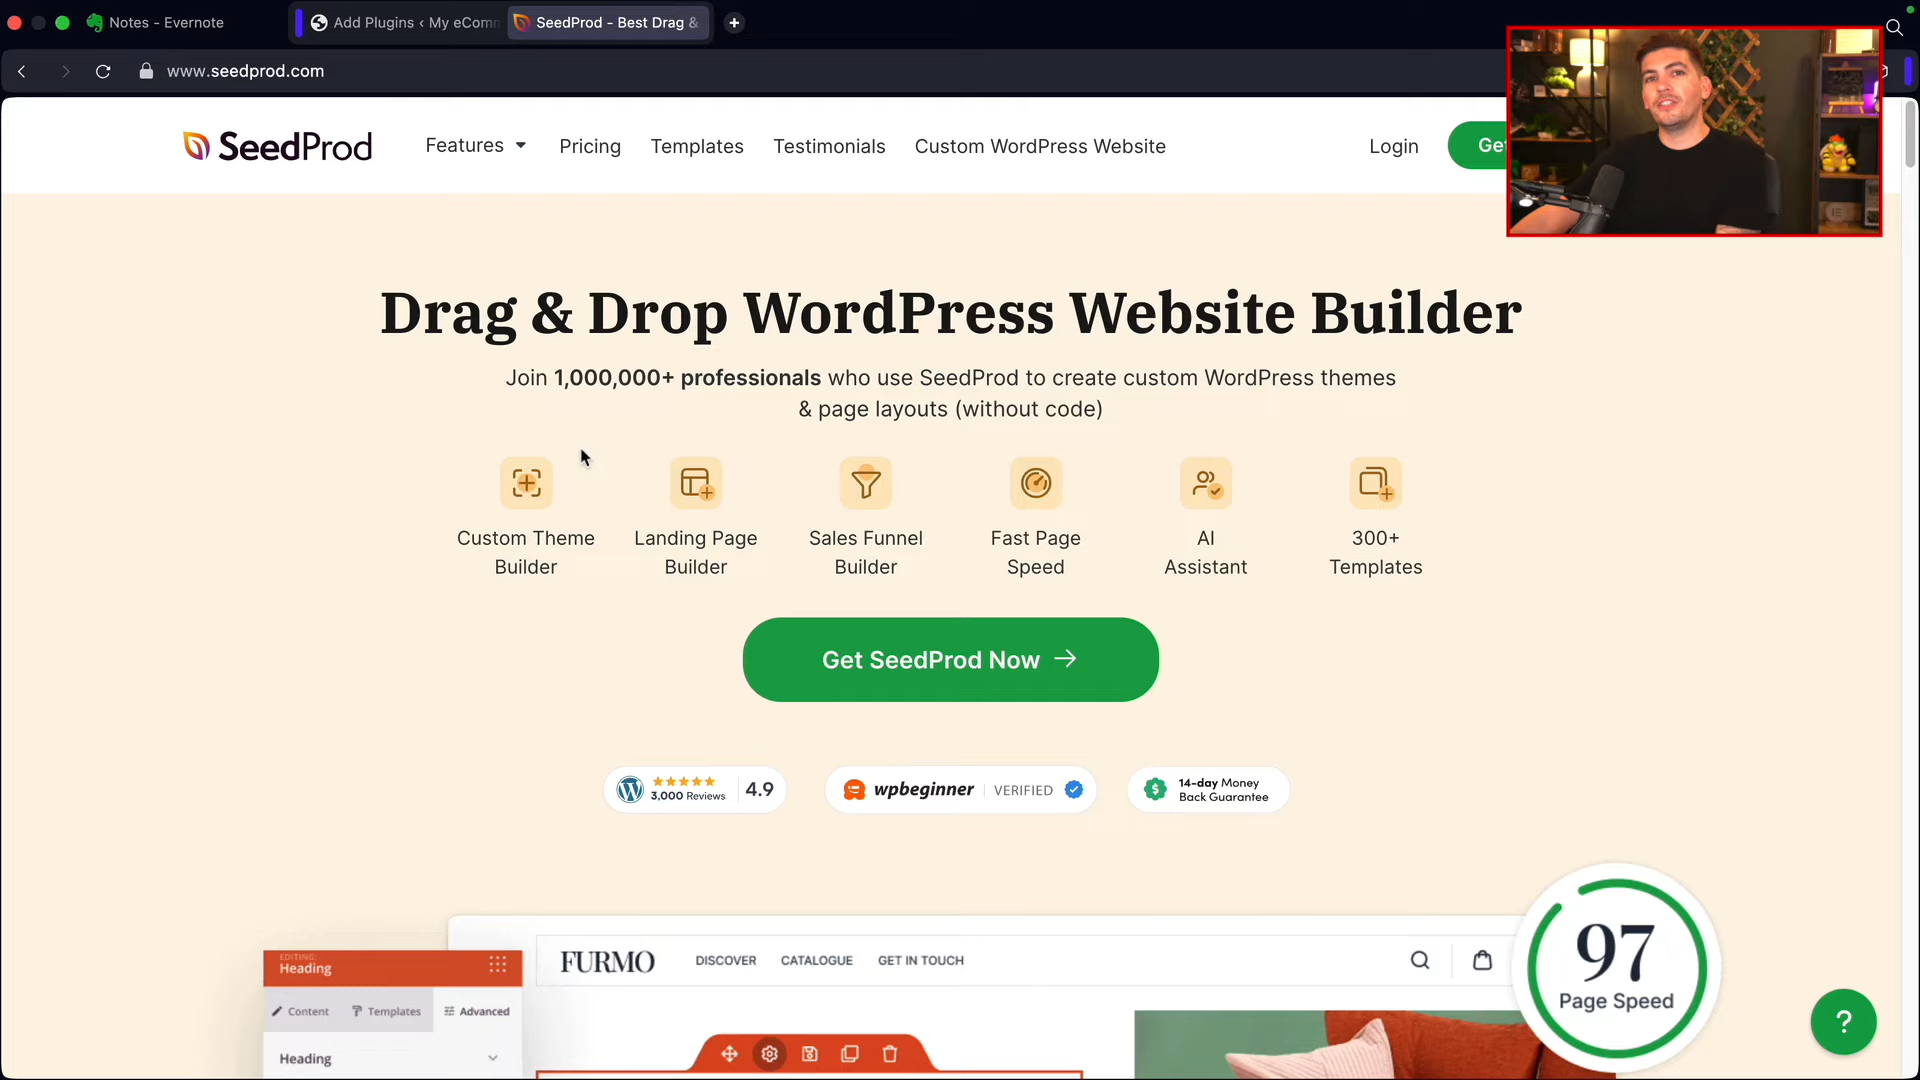 Notes - Evernote
Add Plugins < My eCom
SeedProd - Best Drag &
www.seedprod.com
SeedProd
Features
Pricing
Templates
Testimonials
Custom WordPress Website
Login
Get
Drag & Drop WordPress Website Builder
Join 1,000,000+ professionals who use SeedProd to create custom WordPress themes
& page layouts (without code)
Custom Theme
Builder
Landing Page
Builder
Sales Funnel
Builder
Fast Page
Speed
AI
Assistant
300+
Templates
Get SeedProd Now →
3,000 Reviews
4.9
wpbeginner
VERIFIED
14-day Money
Back Guarantee
EDITING:
Heading
Content
Templates
Advanced
Heading
FURMO
DISCOVER
CATALOGUE
GET IN TOUCH
97
Page Speed
?